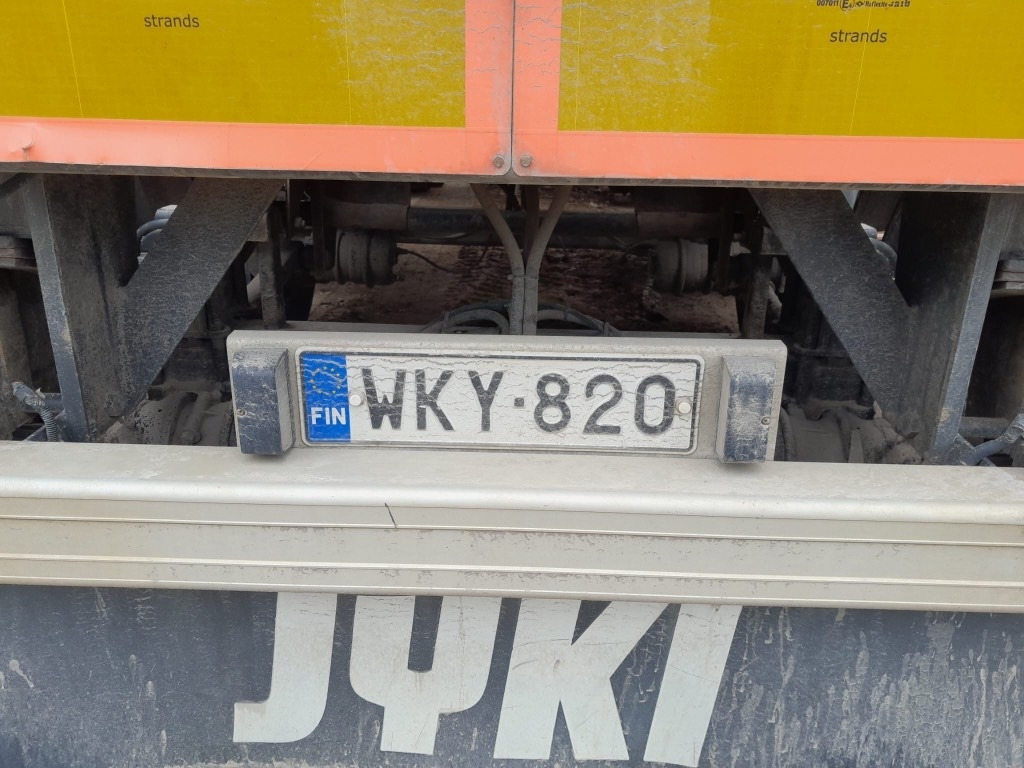 strands
strands
FIN WKY-820
JYKI